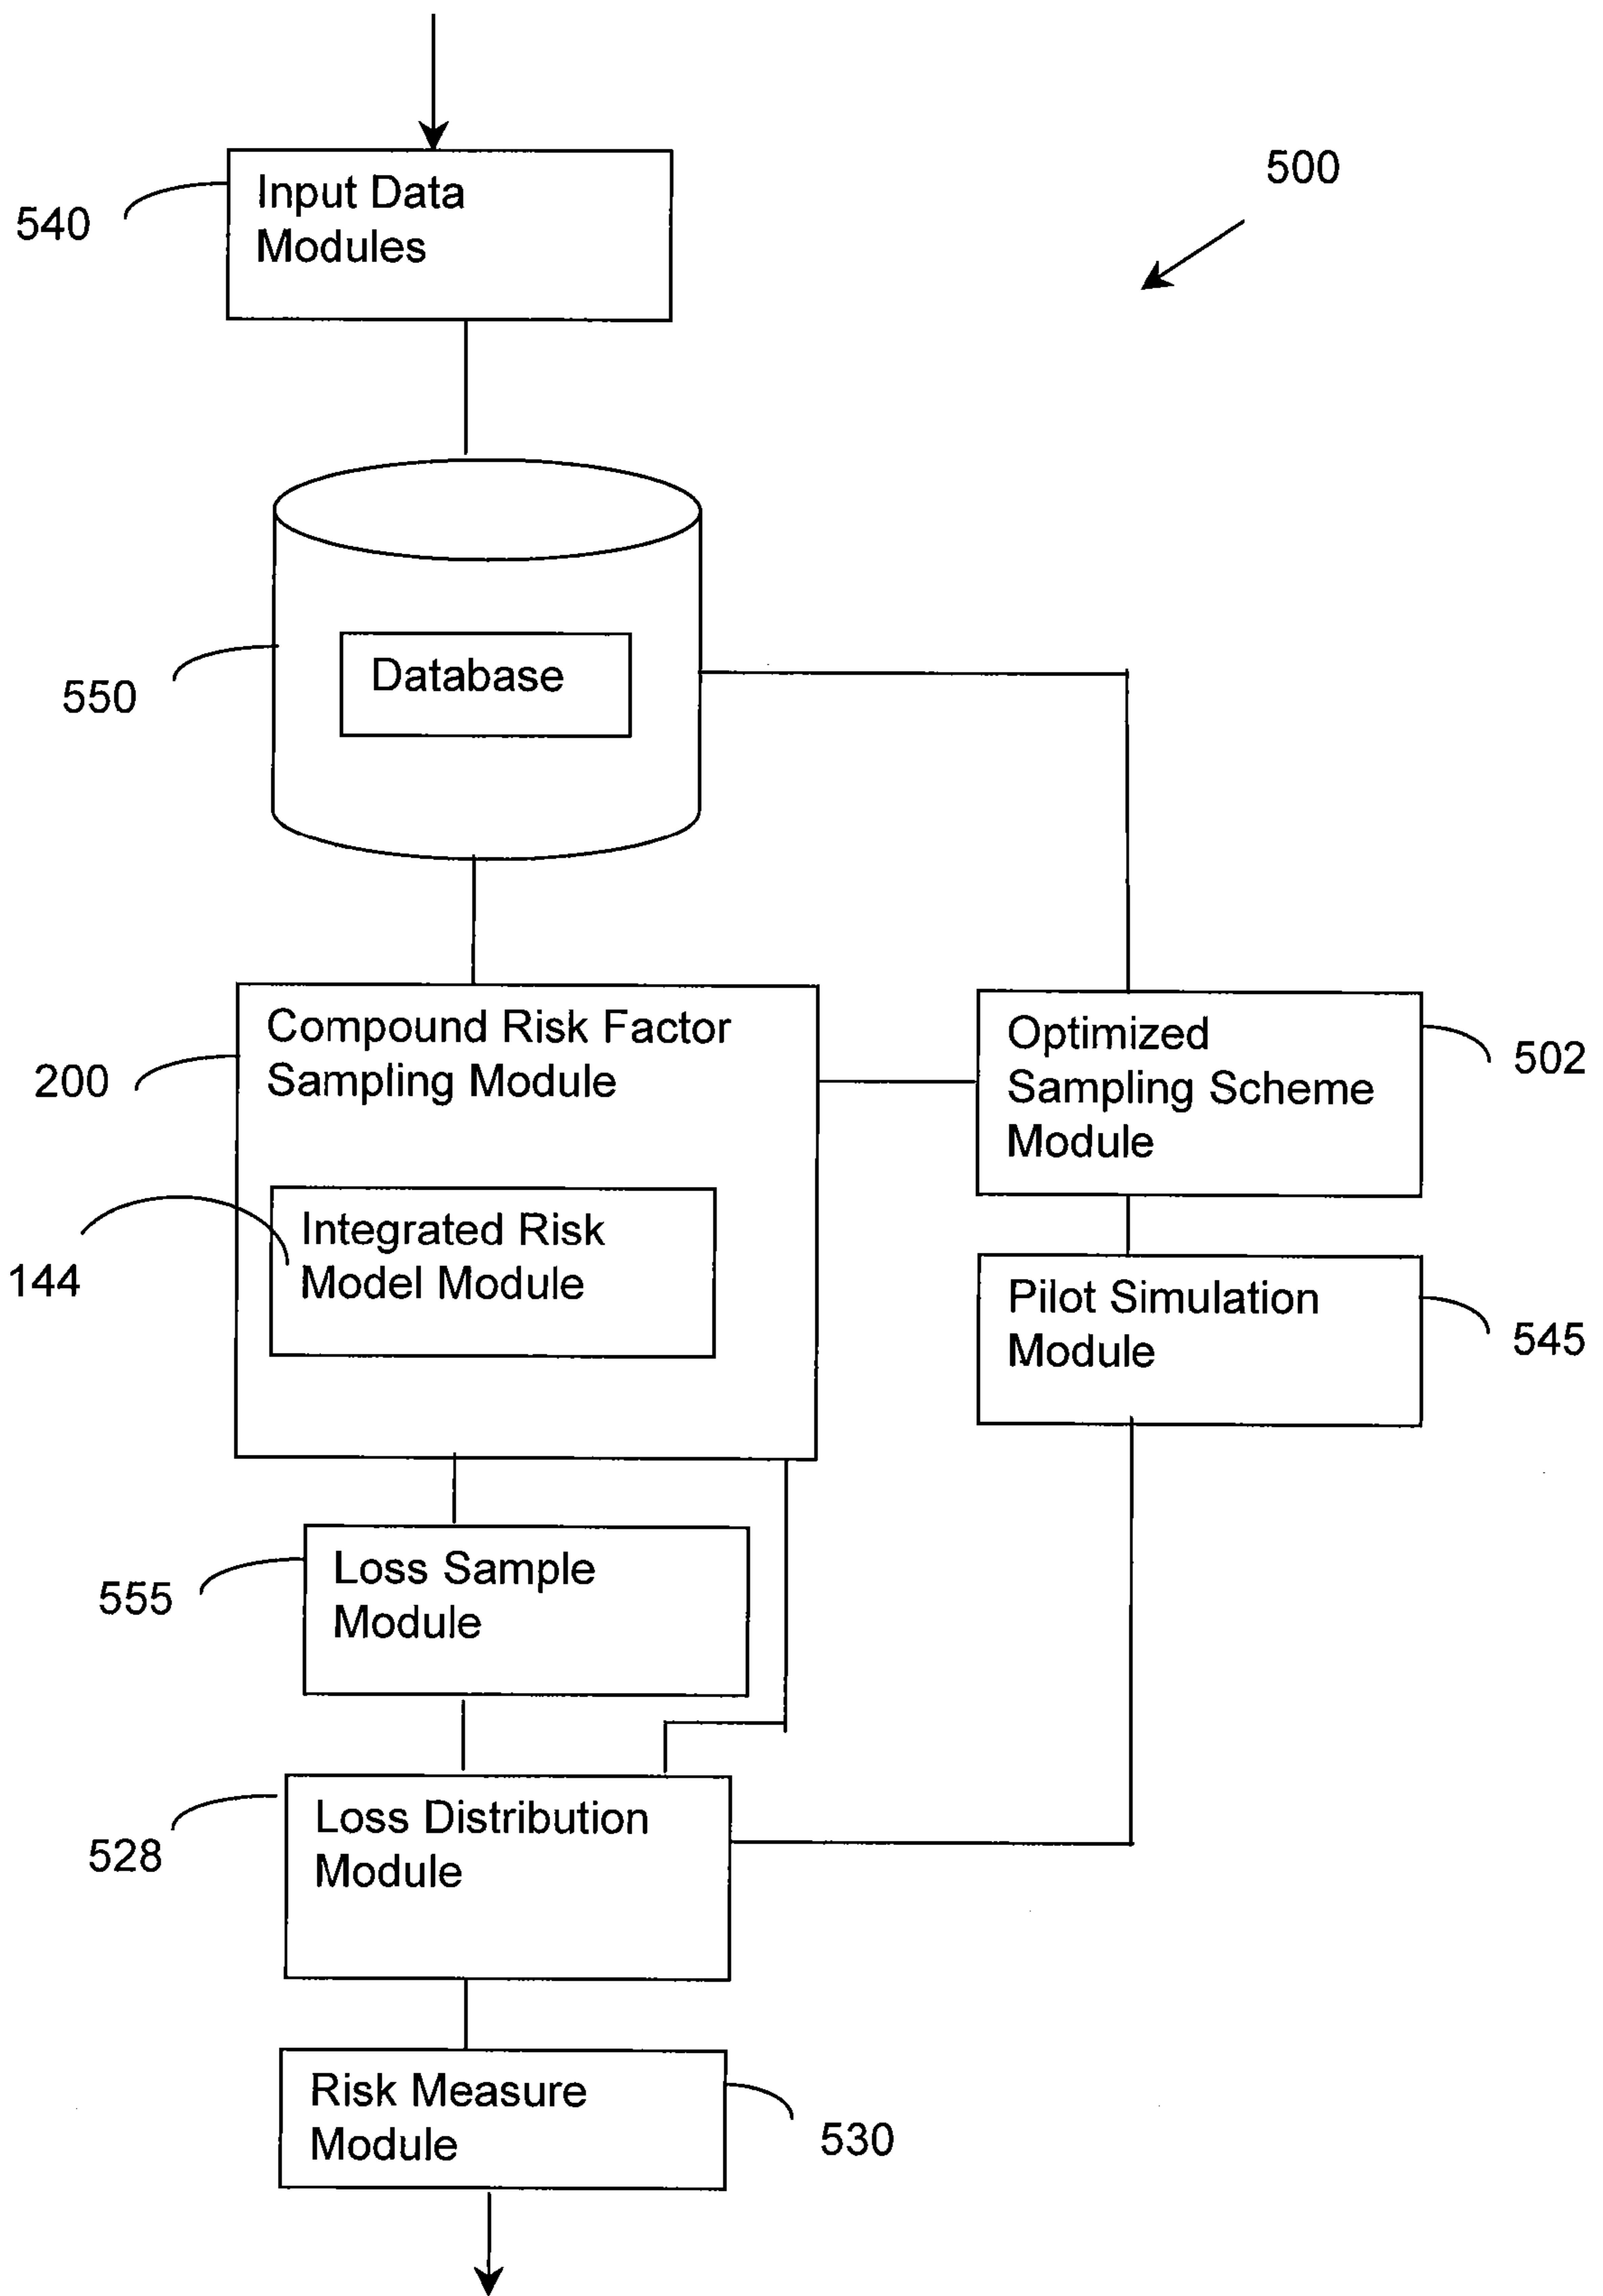 500
540
Input Data
Modules
550
Database
200
Compound Risk Factor
Sampling Module
144
Integrated Risk
Model Module
Optimized
Sampling Scheme
Module
502
Pilot Simulation
Module
545
555
Loss Sample
Module
528
Loss Distribution
Module
Risk Measure
Module
530